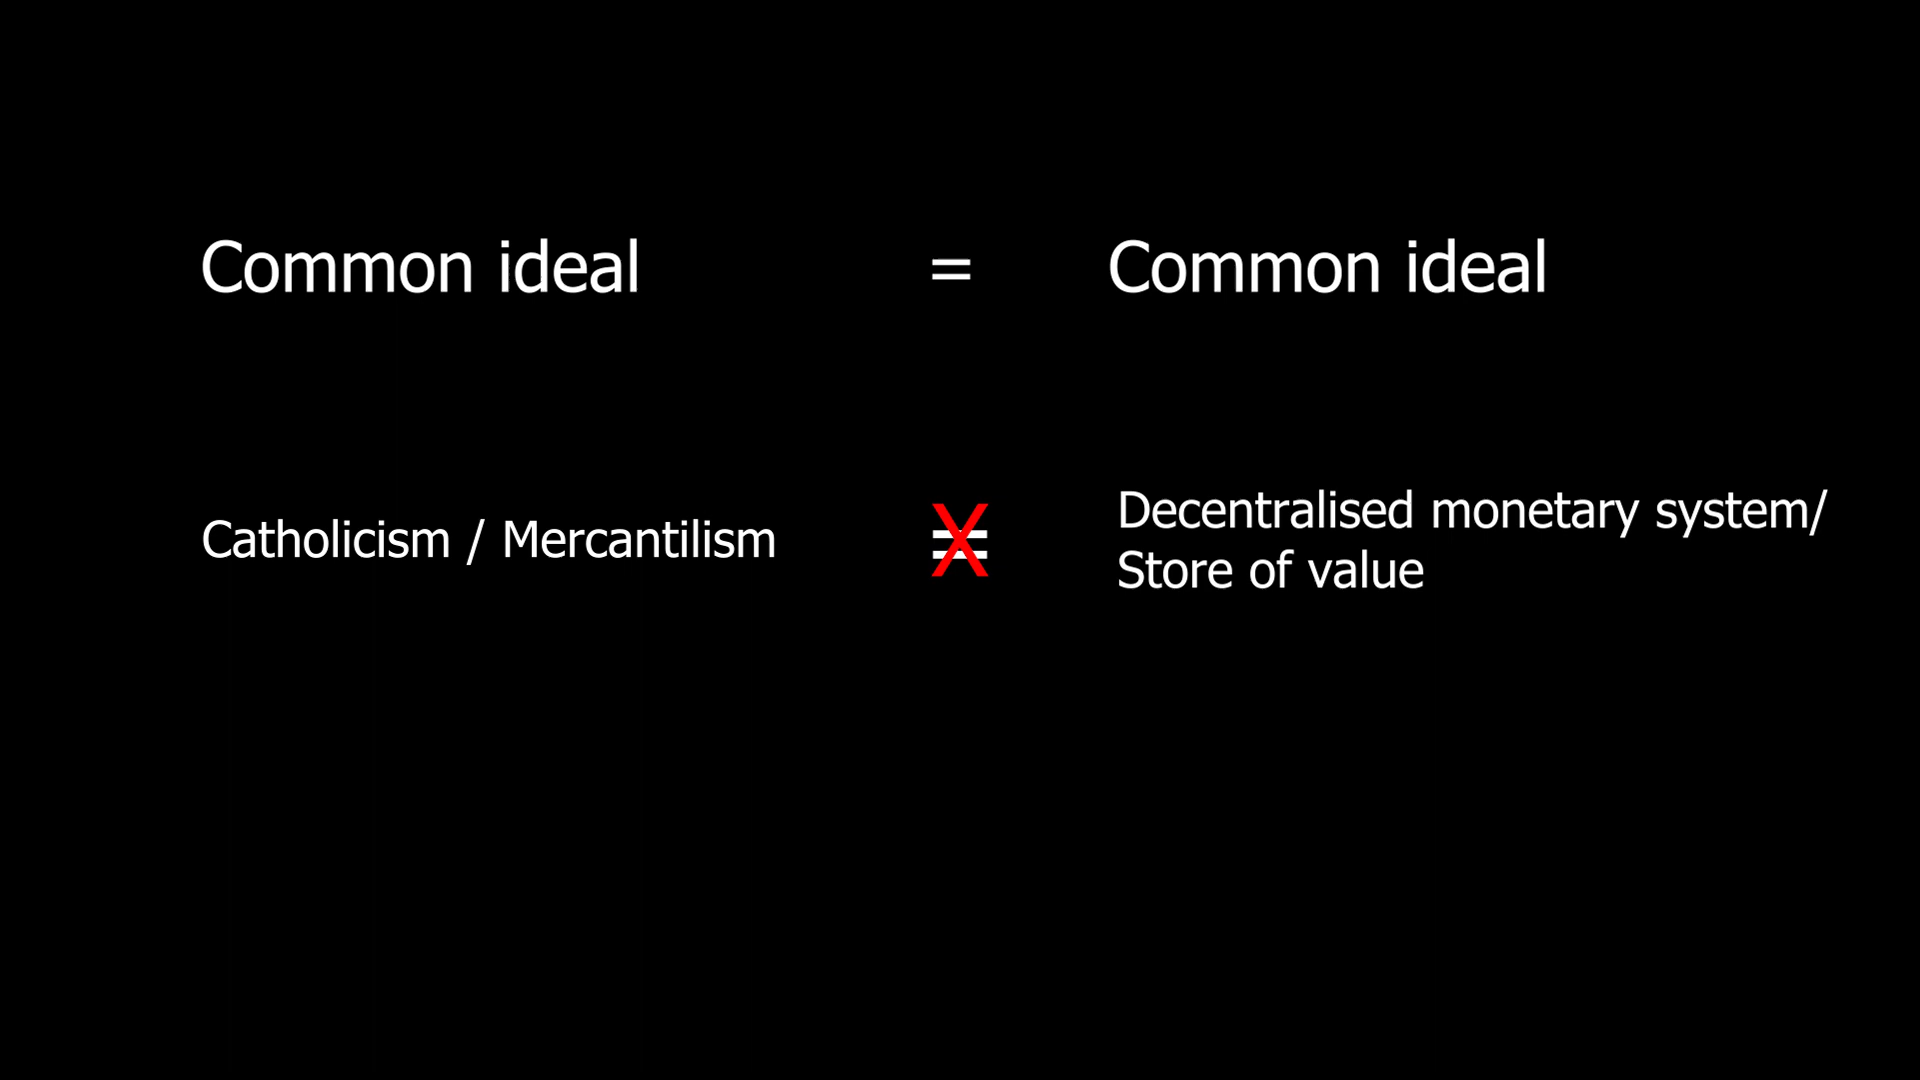 Common ideal = Common ideal
Catholicism / Mercantilism = X Decentralised monetary system/
Store of value